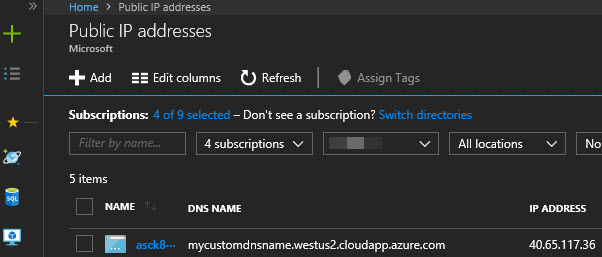 Home > Public IP addresses
Public IP addresses
Microsoft
Add Edit columns Refresh Assign Tags
Subscriptions: 4 of 9 selected – Don't see a subscription? Switch directories
Filter by name... 4 subscriptions All locations No
5 items
NAME DNS NAME IP ADDRESS
asck8··· mycustomdnsname.westus2.cloudapp.azure.com 40.65.117.36
SQL